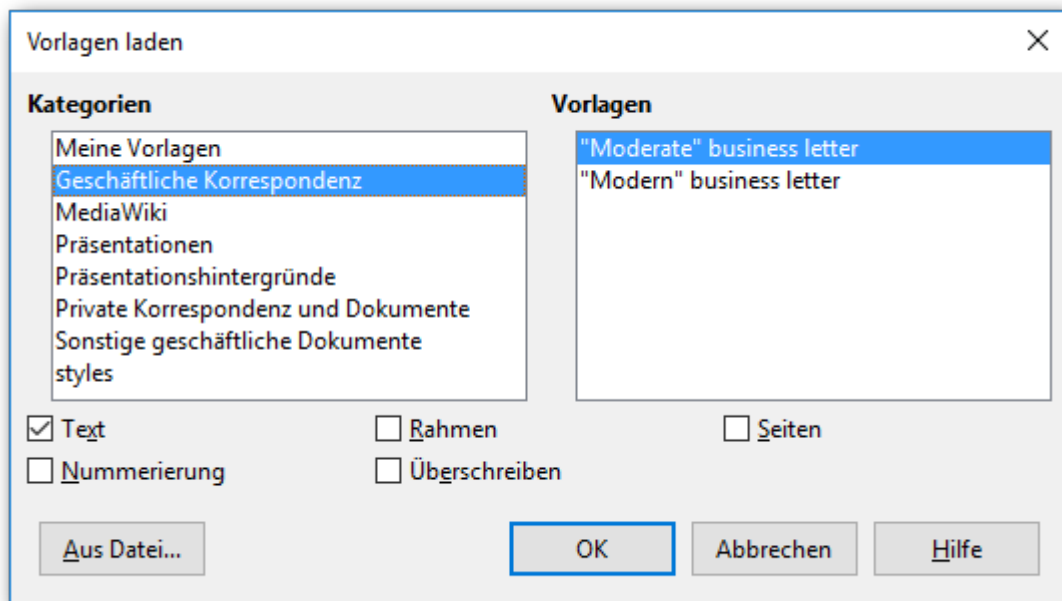 Vorlagen laden
Kategorien
Meine Vorlagen
Geschäftliche Korrespondenz
MediaWiki
Präsentationen
Präsentationshintergründe
Private Korrespondenz und Dokumente
Sonstige geschäftliche Dokumente
styles
Vorlagen
"Moderate" business letter
"Modern" business letter
Text
Rahmen
Seiten
Nummerierung
Überschreiben
Aus Datei...
OK
Abbrechen
Hilfe